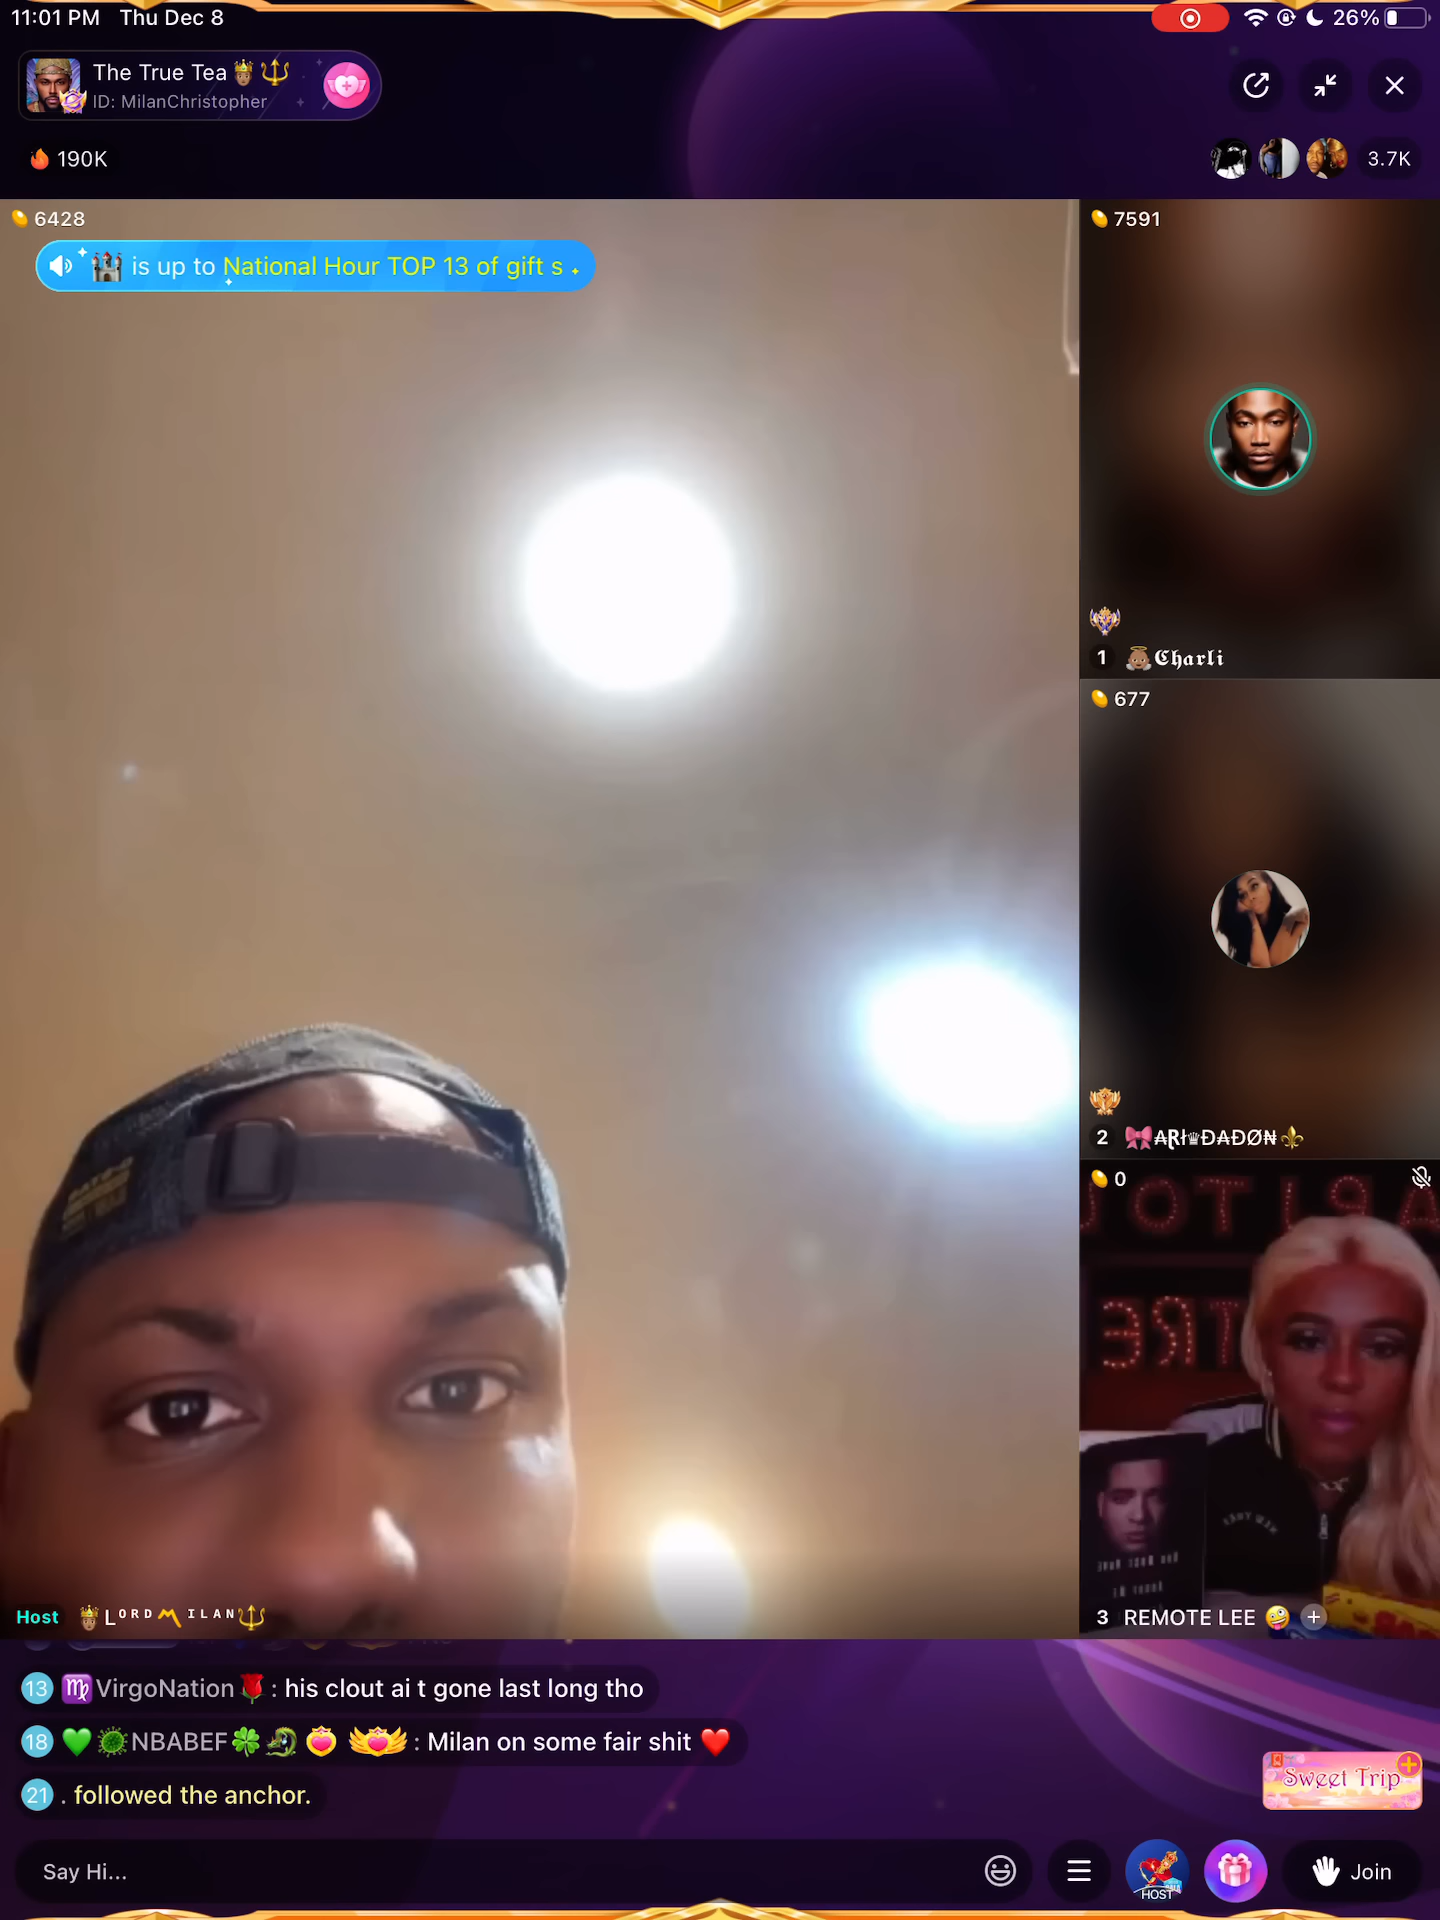 11:01 PM Thu Dec 8
26%
The True Tea🤴🏽🔱
ID: MilanChristopher
🔥 190K
3.7K
6428
🏰 is up to National Hour TOP 13 of gift s
7591
1 👼🏽𝕮𝖍𝖆𝖗𝖑𝖎
677
2 🎀₳Ɽł♛Đ₳ĐØ₦⚜️
0
3 REMOTE LEE 🤪 +
Host 🤴🏽Lᴼᴿᴰ〽️ᴵᴸᴬᴺ🔱
13 ♍VirgoNation🌹: his clout ai t gone last long tho
18 💚🦠NBABEF🍀🐉 : Milan on some fair shit ❤️
21 . followed the anchor.
Sweet Trip
Say Hi...
HOST
Join